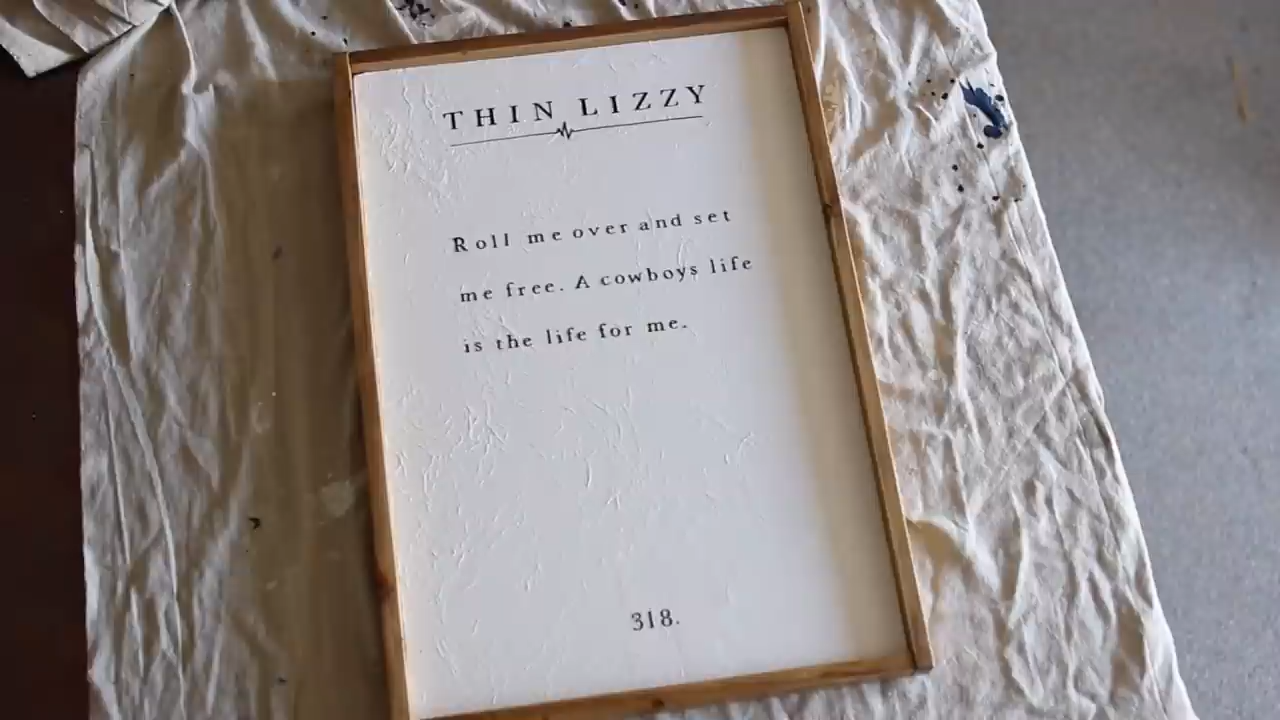 THIN LIZZY
Roll me over and set
me free. A cowboys life
is the life for me.
318.